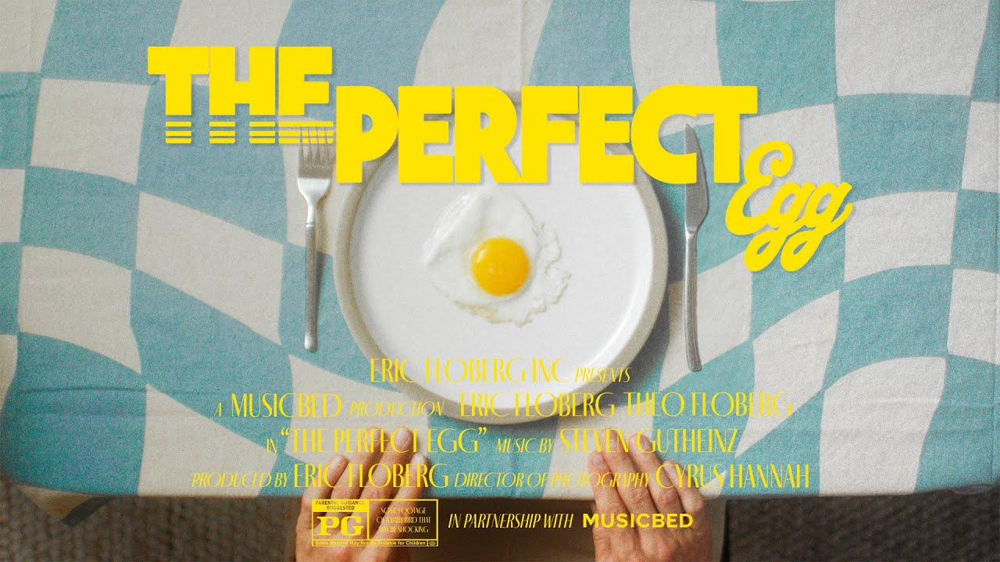 THE
PERFECT
Egg
ERIC FLOBERG INC PRESENTS
A MUSICBED PRODUCTION ERIC FLOBERG THEO FLOBERG
IN "THE PERFECT EGG" MUSIC BY STEVEN GUTHEINZ
PRODUCED BY ERIC FLOBERG DIRECTOR OF PHOTOGRAPHY CYRUS HANNAH
PARENTAL GUIDANCE
SUGGESTED
PG
SOME FOOTAGE
OF A BABY BIRD THAT
MAY BE SHOCKING
Some Material May Not Be Suitable for Children
IN PARTNERSHIP WITH MUSICBED